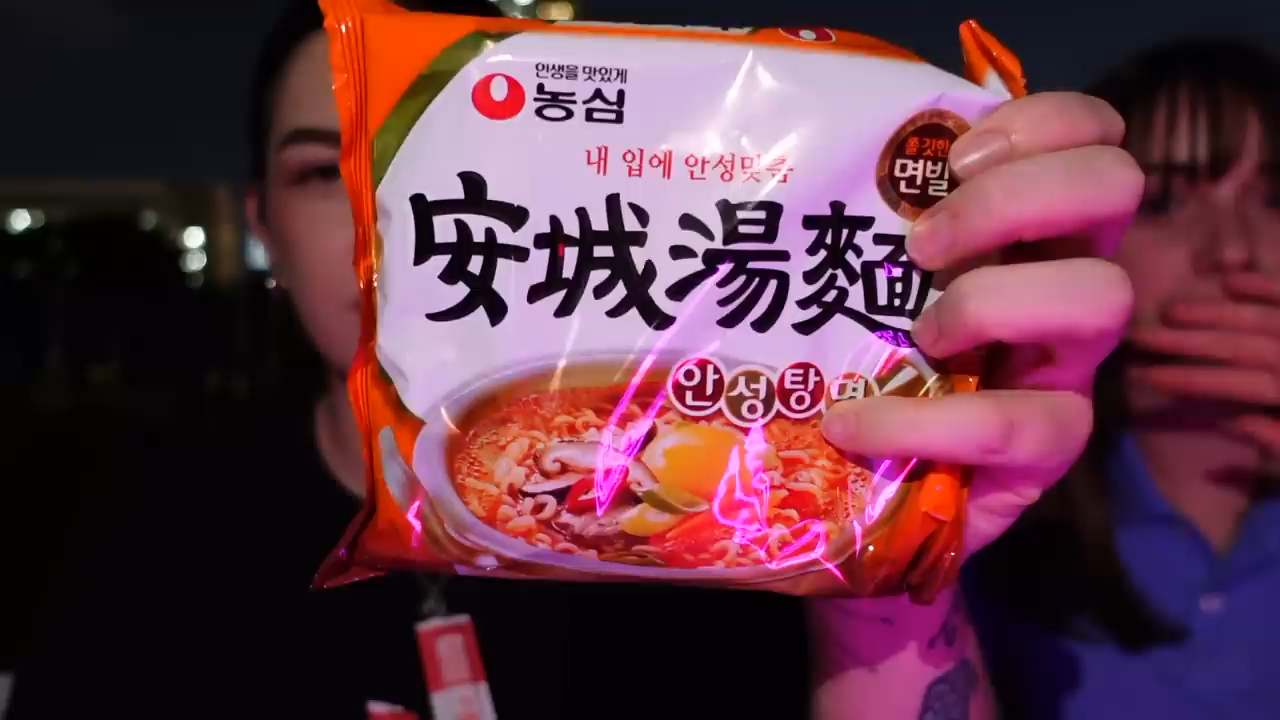 인생을 맛있게
농심
내 입에 안성맞춤
쫄깃한
면발
安城湯麵
안성탕면